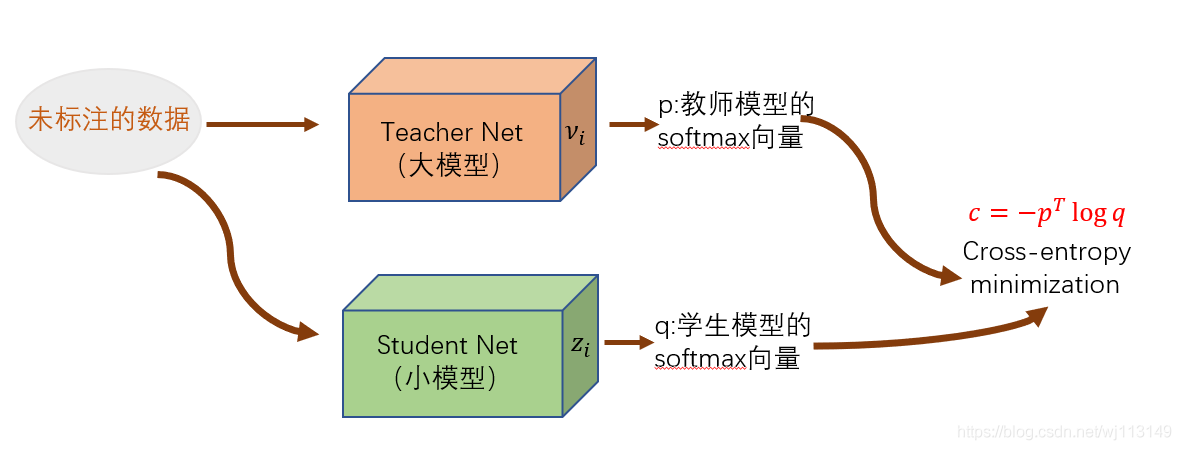 未标注的数据
Teacher Net
（大模型）
𝑣𝑖
p:教师模型的
softmax向量
c = −p^T log q
Cross-entropy
minimization
Student Net
（小模型）
𝑧𝑖
q:学生模型的
softmax向量
https://blog.csdn.net/wj113149